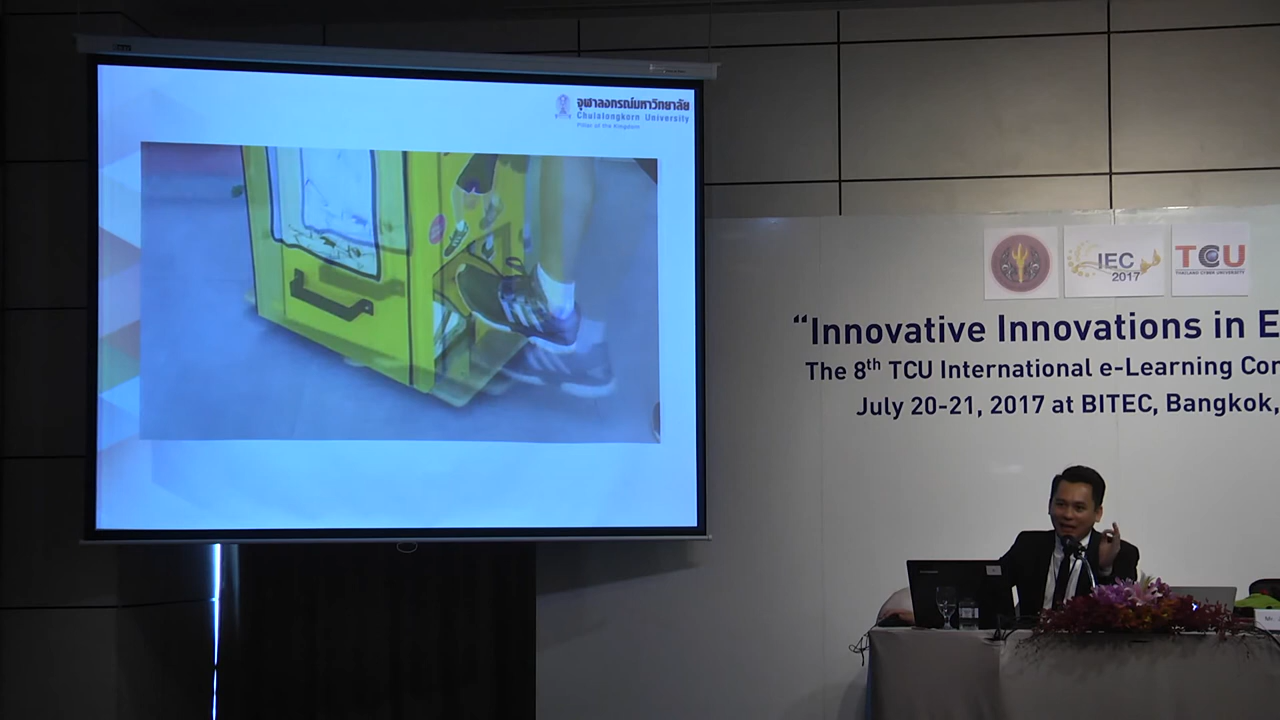 จุฬาลงกรณ์มหาวิทยาลัย
Chulalongkorn University
Pillar of the Kingdom
IEC
2017
TCU
THAILAND CYBER UNIVERSITY
“Innovative Innovations in E
The 8th TCU International e-Learning Con
July 20-21, 2017 at BITEC, Bangkok,